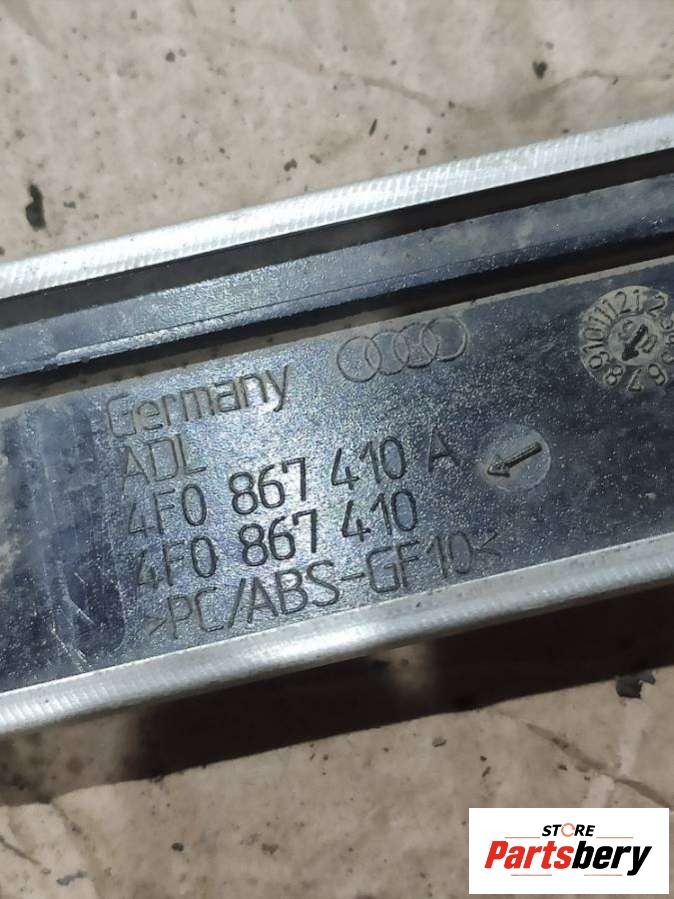 Germany
ADL
4F0 867 410 A
4F0 867 410
>PC/ABS-GF10<
STORE
Partsbery